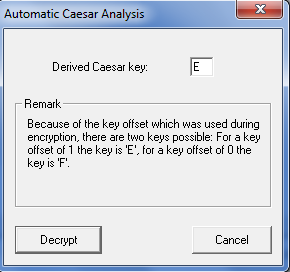 Automatic Caesar Analysis
Derived Caesar key: E
Remark
Because of the key offset which was used during
encryption, there are two keys possible: For a key
offset of 1 the key is 'E', for a key offset of 0 the
key is 'F'.
Decrypt Cancel